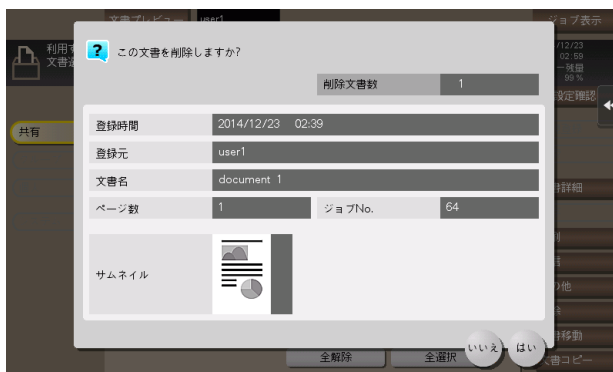 文書プレビュー user1 ジョブ表示
利用す
文書選
/12/23
02:59
99 %
設定確認
共有
この文書を削除しますか?
削除文書数 1
登録時間 2014/12/23 02:39
登録元 user1
文書名 document 1
ページ数 1 ジョブNo. 64
サムネイル
詳細
他
移動
全解除 全選択 いいえ はい
文書コピー